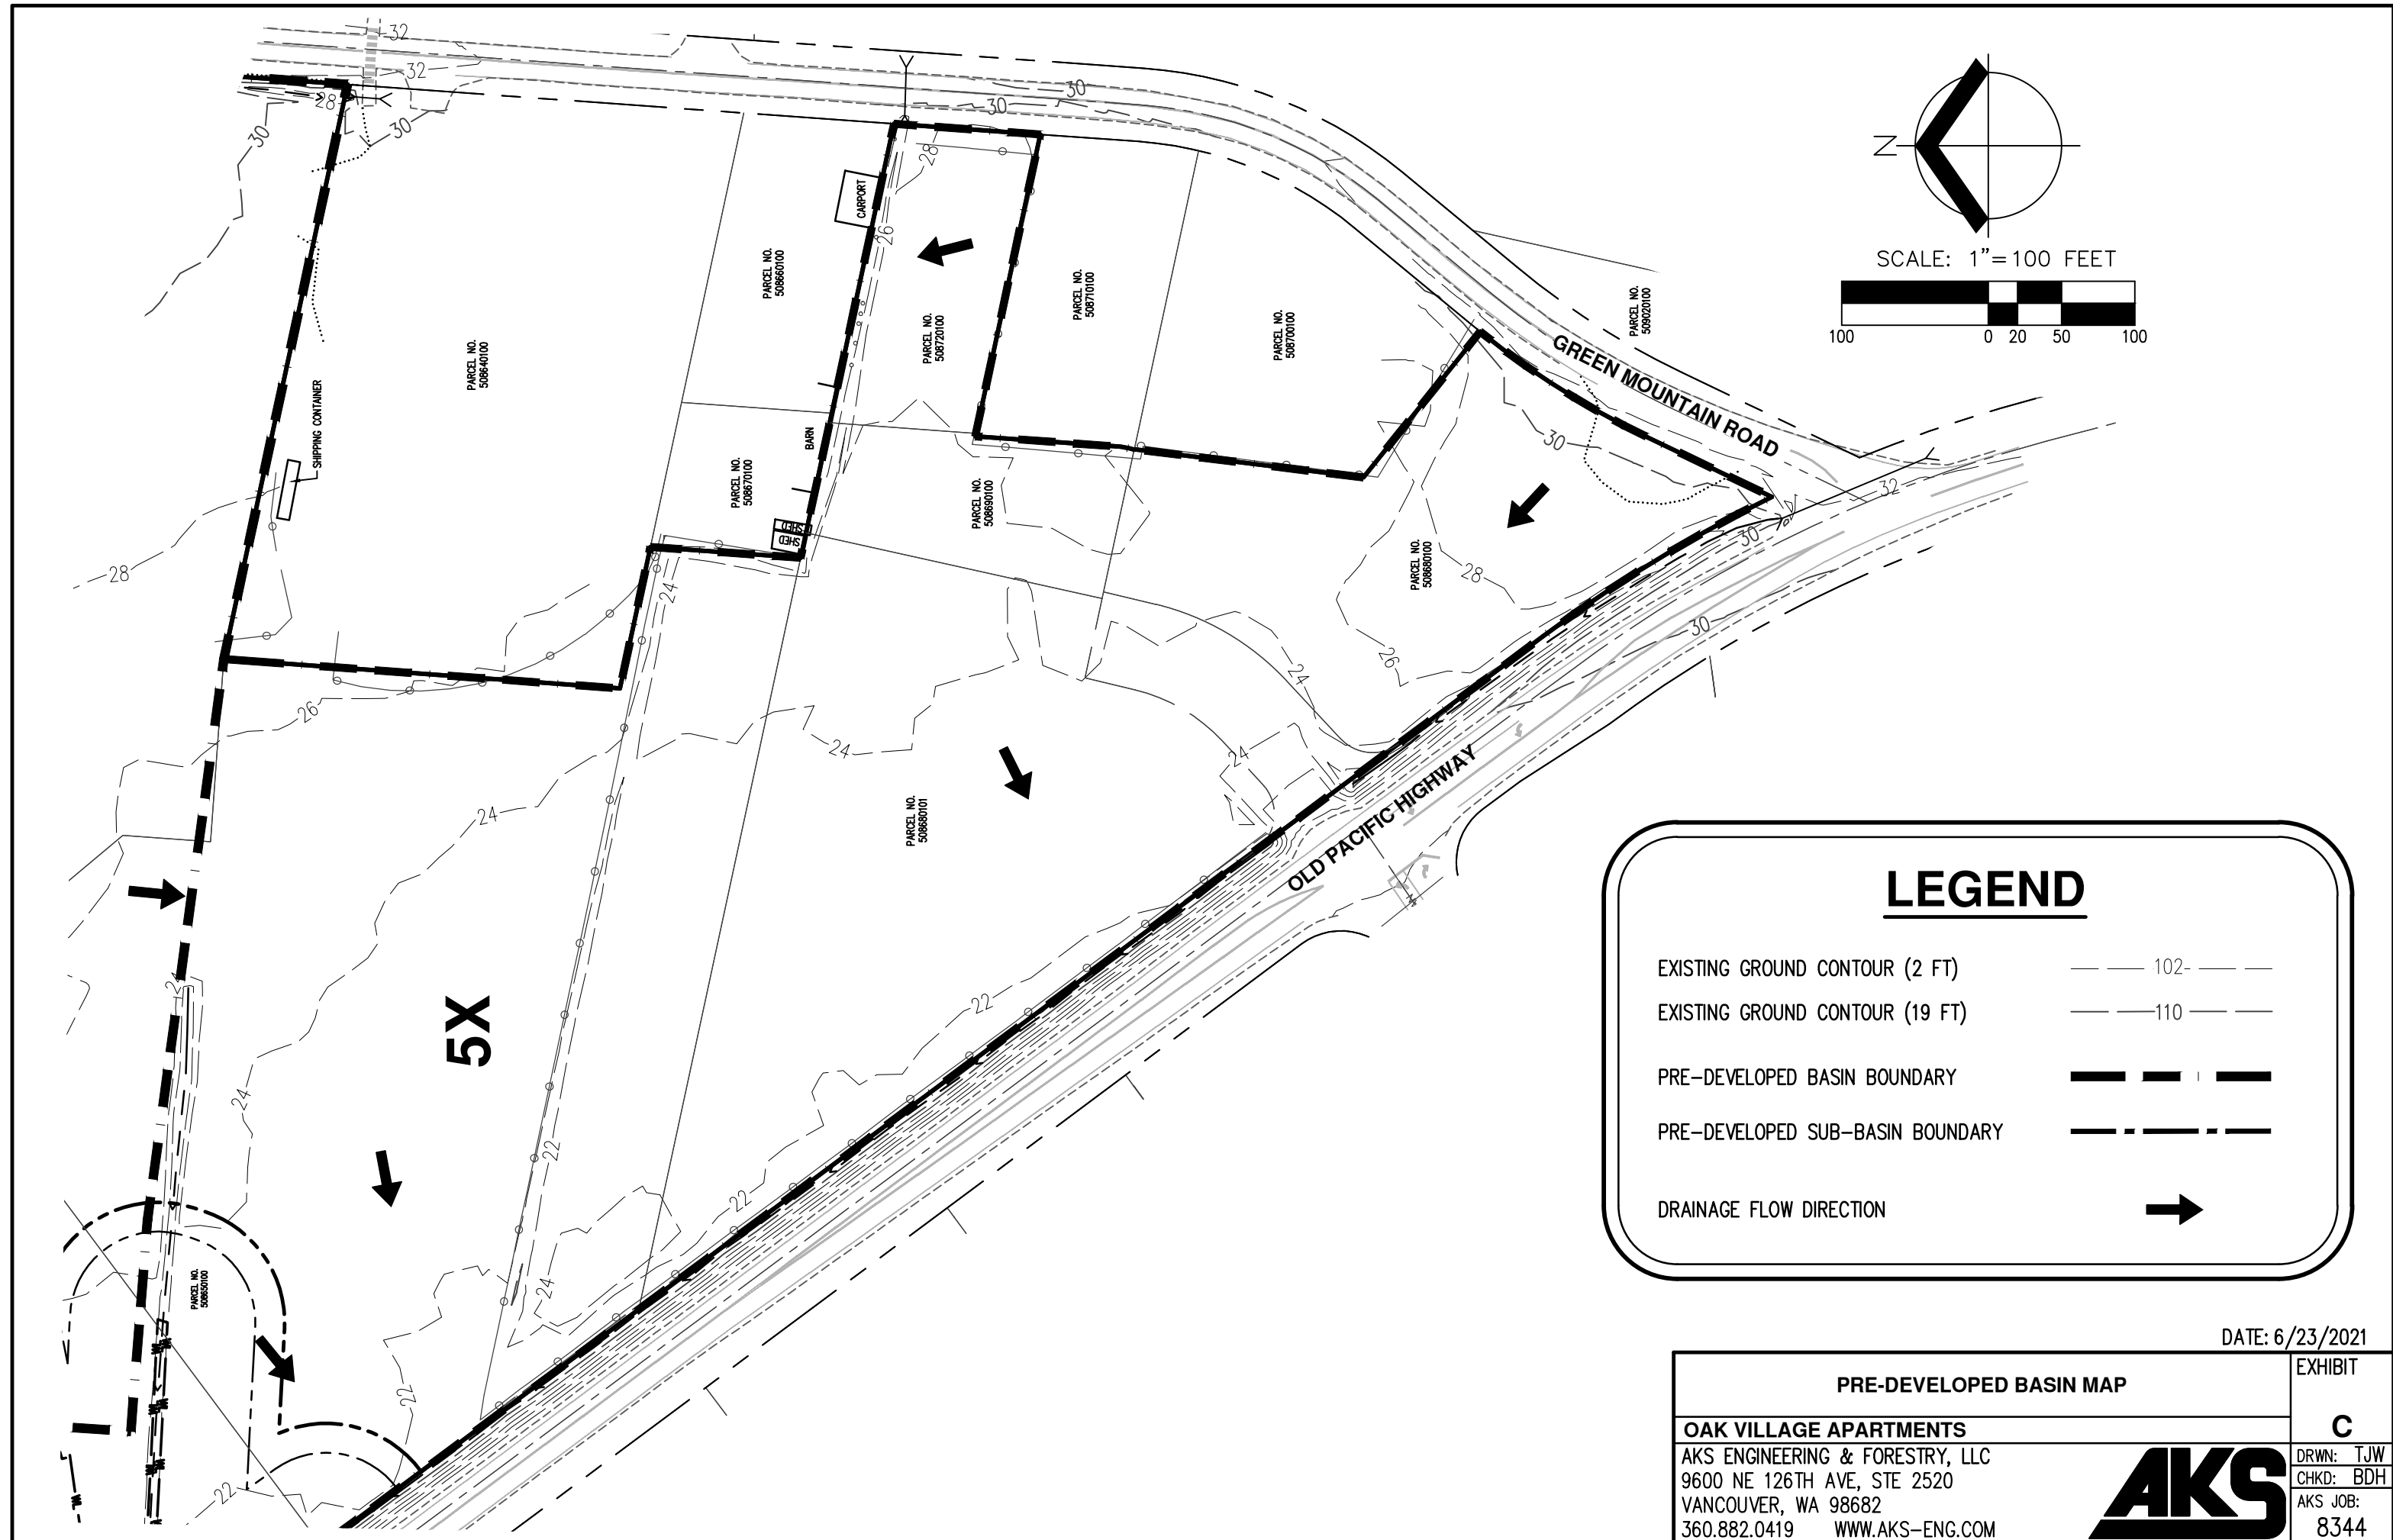 32
32
28
30
30
30
30
28
26
CARPORT
PARCEL NO.
508660100
PARCEL NO.
508640100
SHIPPING CONTAINER
PARCEL NO.
508720100
PARCEL NO.
508710100
PARCEL NO.
508700100
PARCEL NO.
509020100
GREEN MOUNTAIN ROAD
N
SCALE: 1"=100 FEET
100 0 20 50 100
BARN
PARCEL NO.
508670100
SHED
SHED
PARCEL NO.
508690100
PARCEL NO.
508680100
30
32
30
30
28
28
26
26
24
24
24
24
24
PARCEL NO.
508680101
OLD PACIFIC HIGHWAY
24
22
5X
24
22
22
24
PARCEL NO.
508650100
22
22
LEGEND
EXISTING GROUND CONTOUR (2 FT) 102
EXISTING GROUND CONTOUR (19 FT) 110
PRE-DEVELOPED BASIN BOUNDARY
PRE-DEVELOPED SUB-BASIN BOUNDARY
DRAINAGE FLOW DIRECTION
DATE: 6/23/2021
PRE-DEVELOPED BASIN MAP
EXHIBIT
C
OAK VILLAGE APARTMENTS
AKS ENGINEERING & FORESTRY, LLC
9600 NE 126TH AVE, STE 2520
VANCOUVER, WA 98682
360.882.0419 WWW.AKS-ENG.COM
AKS
DRWN: TJW
CHKD: BDH
AKS JOB:
8344